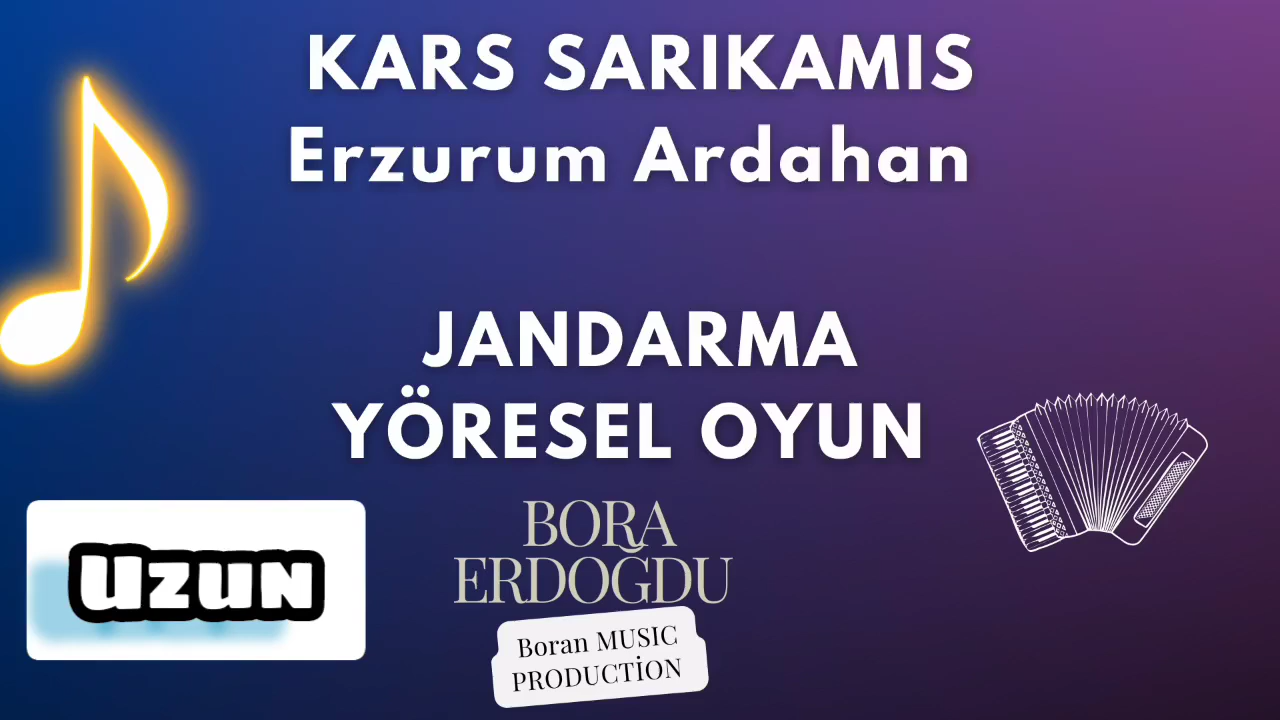 KARS SARIKAMIS
Erzurum Ardahan
JANDARMA
YÖRESEL OYUN
Uzun
BORA
ERDOĞDU
Boran MUSIC
PRODUCTİON